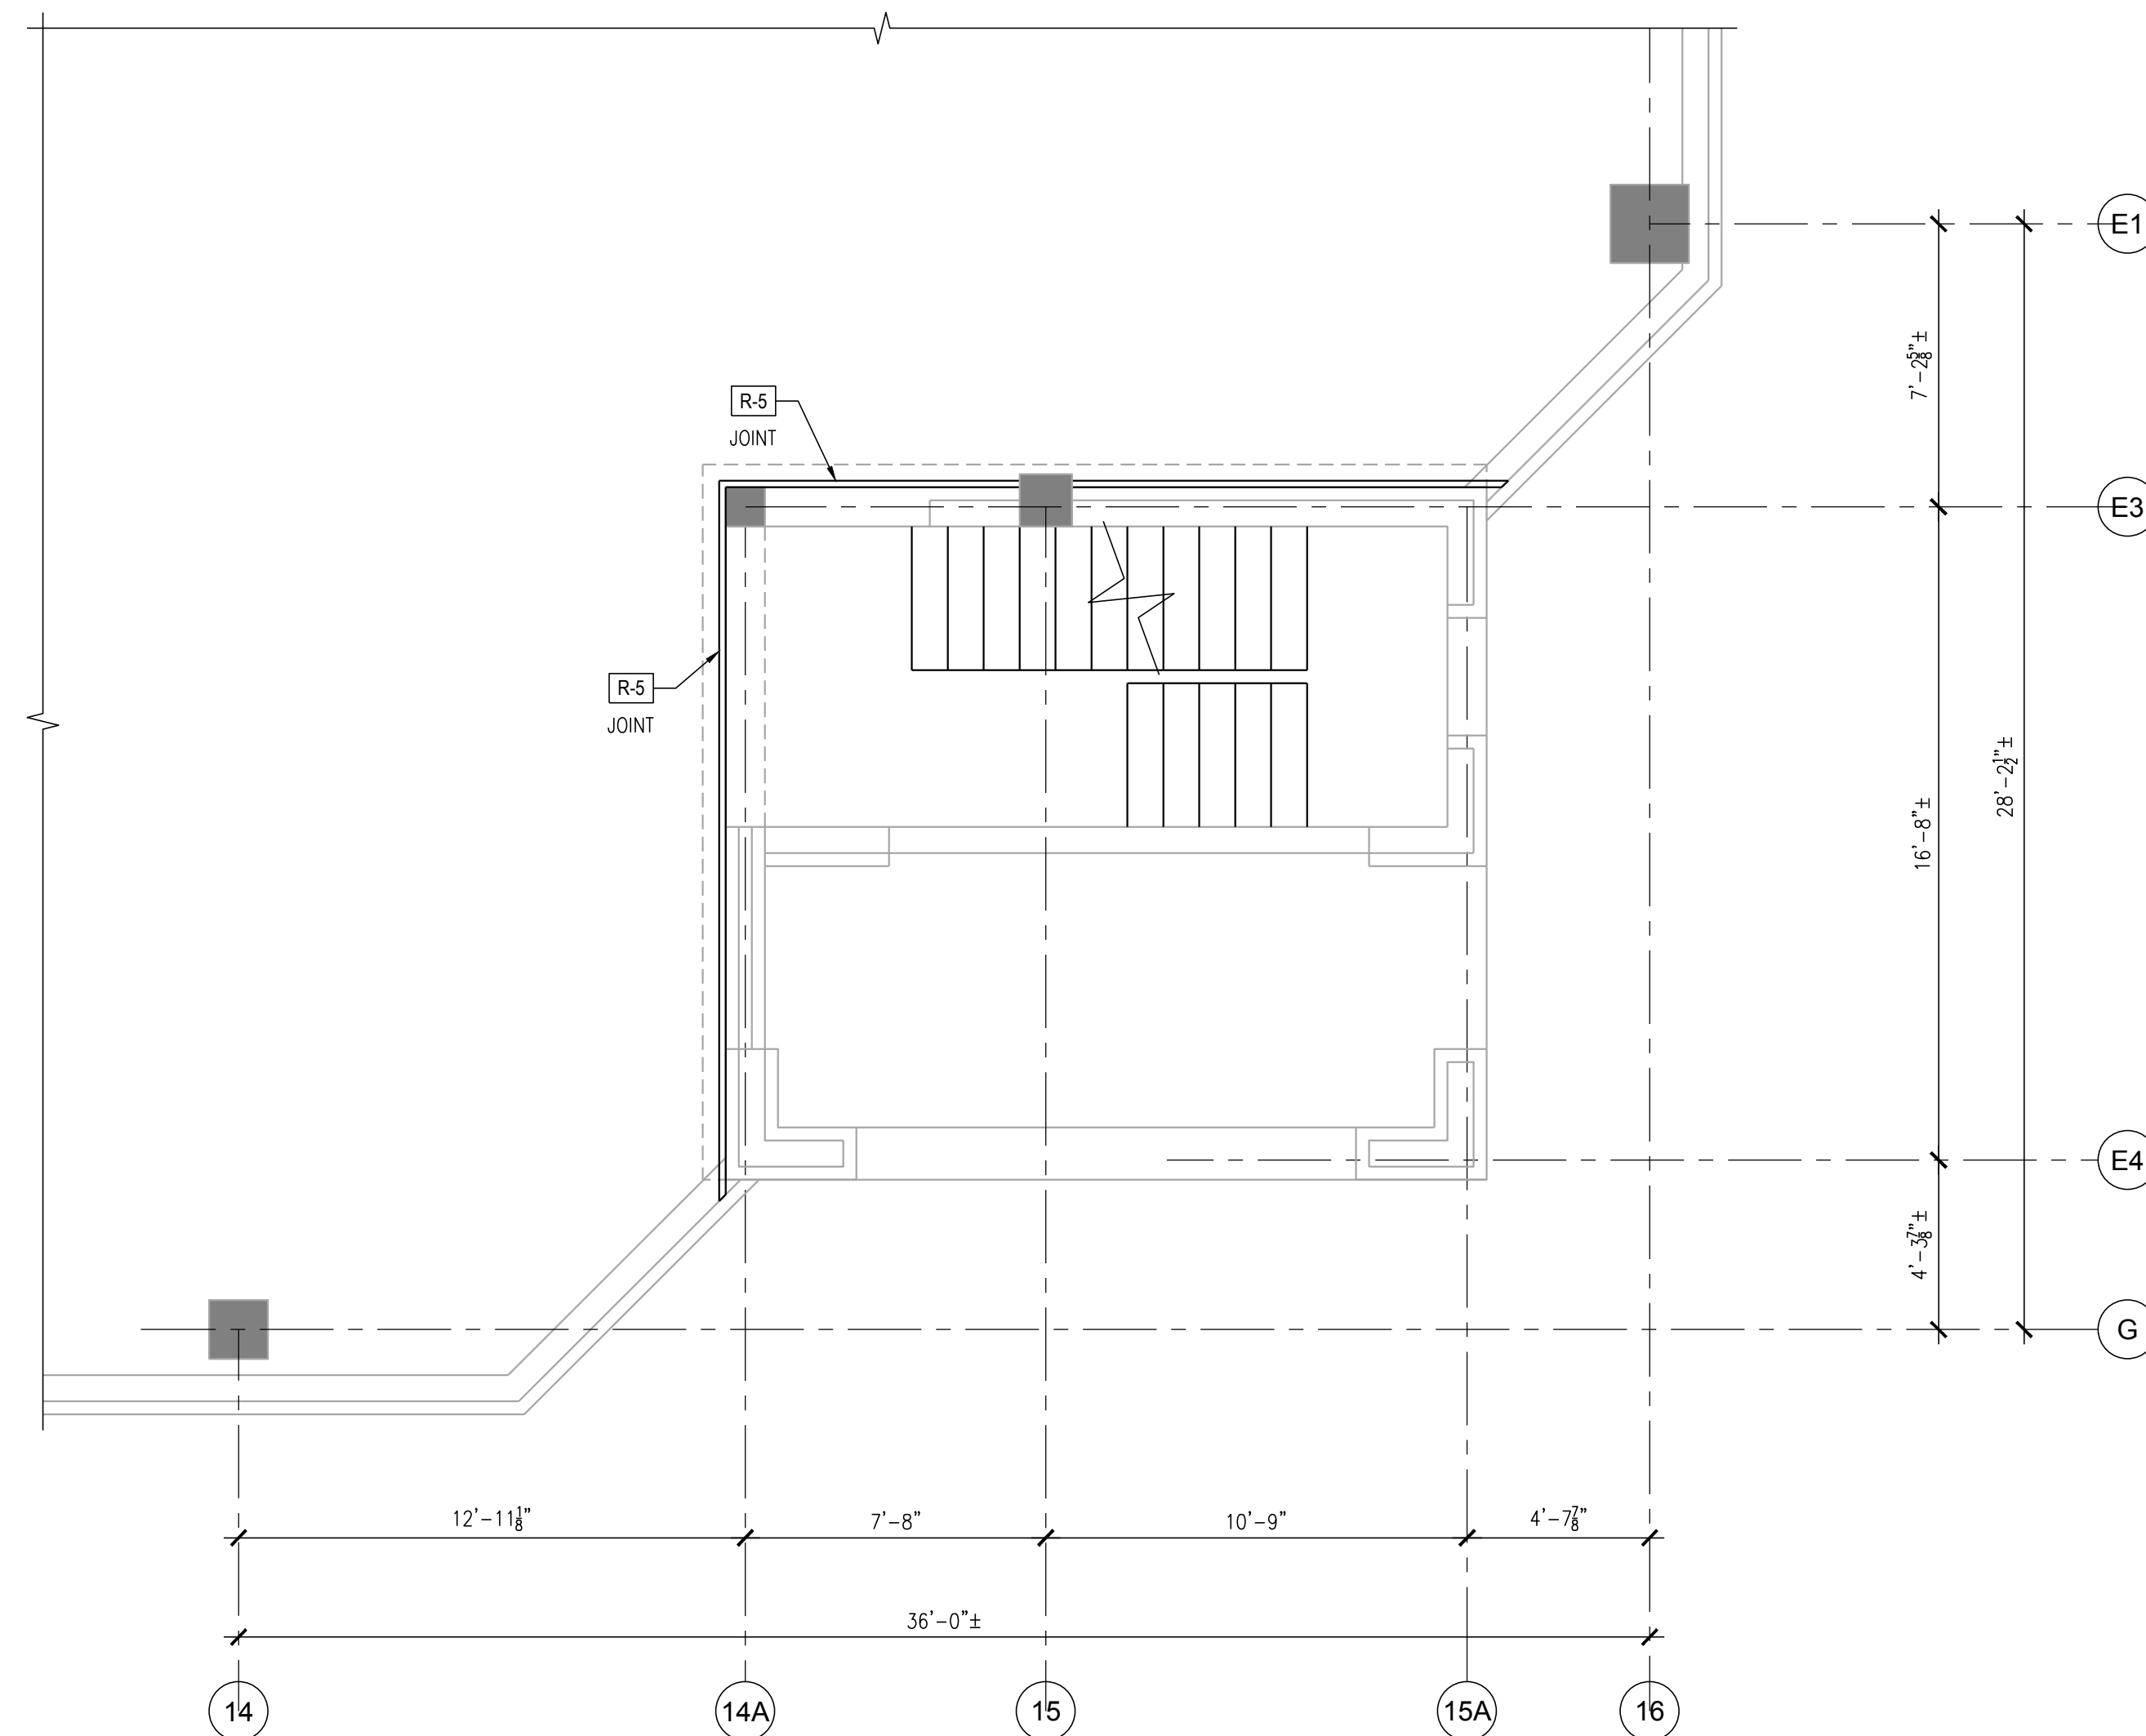 E1
7'-2⅝"±
R-5
JOINT
E3
R-5
JOINT
28'-2½"±
16'-8"±
E4
4'-3⅞"±
G
12'-11⅛"
7'-8"
10'-9"
4'-7⅞"
36'-0"±
14
14A
15
15A
16